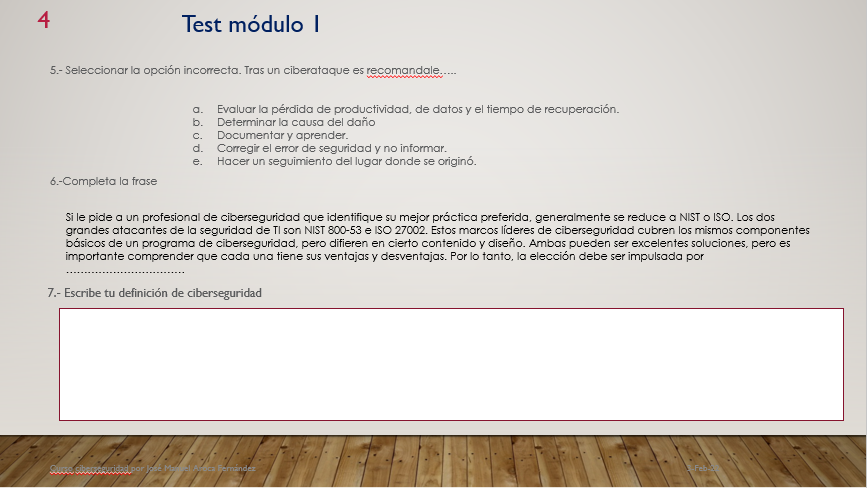 4
Test módulo 1
5.- Seleccionar la opción incorrecta. Tras un ciberataque es recomandale…..
a. Evaluar la pérdida de productividad, de datos y el tiempo de recuperación.
b. Determinar la causa del daño
c. Documentar y aprender.
d. Corregir el error de seguridad y no informar.
e. Hacer un seguimiento del lugar donde se originó.
6.-Completa la frase
Si le pide a un profesional de ciberseguridad que identifique su mejor práctica preferida, generalmente se reduce a NIST o ISO. Los dos
grandes atacantes de la seguridad de TI son NIST 800-53 e ISO 27002. Estos marcos líderes de ciberseguridad cubren los mismos componentes
básicos de un programa de ciberseguridad, pero difieren en cierto contenido y diseño. Ambas pueden ser excelentes soluciones, pero es
importante comprender que cada una tiene sus ventajas y desventajas. Por lo tanto, la elección debe ser impulsada por
…………………………..
7.- Escribe tu definición de ciberseguridad
ciberseguridad por José Manuel Fernández